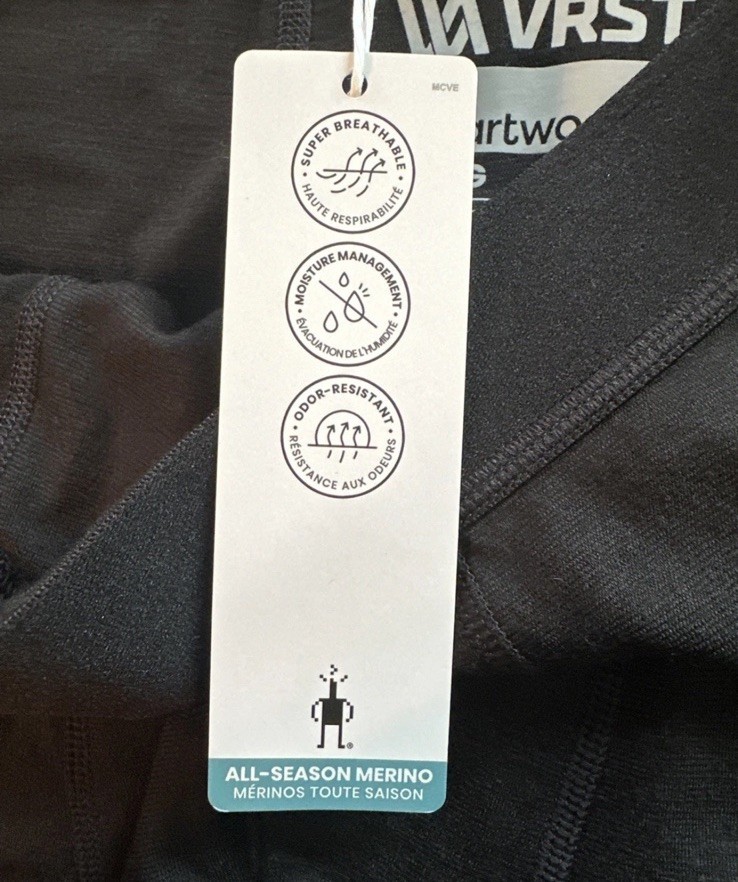 VRST
MCVE
artwo
G
SUPER BREATHABLE
HAUTE RESPIRABILITÉ
MOISTURE MANAGEMENT
ÉVACUATION DE L'HUMIDITÉ
ODOR-RESISTANT
RÉSISTANCE AUX ODEURS
®
ALL-SEASON MERINO
MÉRINOS TOUTE SAISON